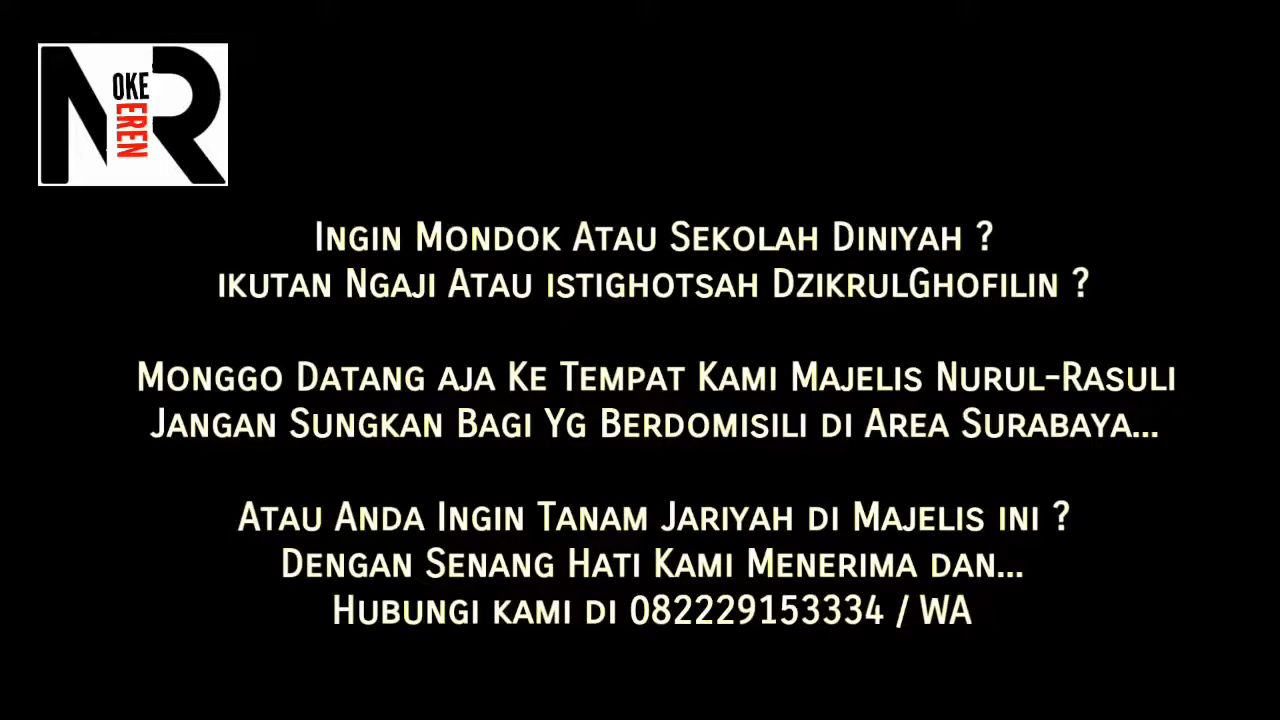 NR
OKE
EREN
INGIN MONDOK ATAU SEKOLAH DINIYAH ?
IKUTAN NGAJI ATAU ISTIGHOTSAH DZIKRULGHOFILIN ?
MONGGO DATANG AJA KE TEMPAT KAMI MAJELIS NURUL-RASULI
JANGAN SUNGKAN BAGI YG BERDOMISILI DI AREA SURABAYA...
ATAU ANDA INGIN TANAM JARIYAH DI MAJELIS INI ?
DENGAN SENANG HATI KAMI MENERIMA DAN...
HUBUNGI KAMI DI 082229153334 / WA